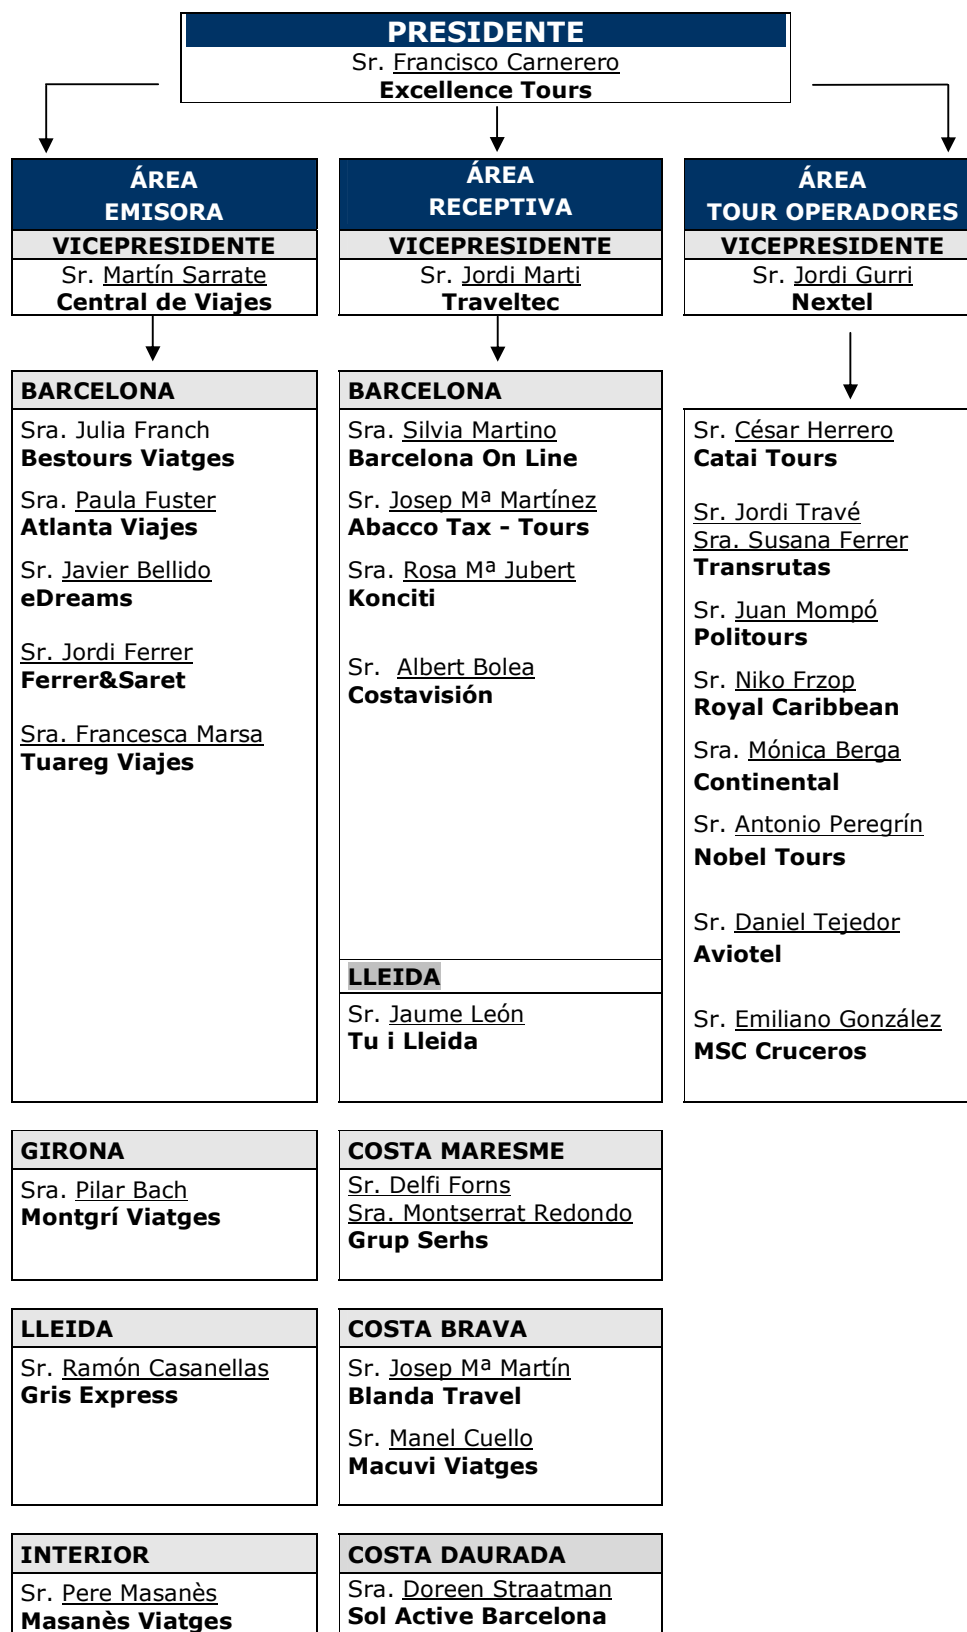 PRESIDENTE
Sr. Francisco Carnerero
Excellence Tours
ÁREA
EMISORA
VICEPRESIDENTE
Sr. Martín Sarrate
Central de Viajes
ÁREA
RECEPTIVA
VICEPRESIDENTE
Sr. Jordi Marti
Traveltec
ÁREA
TOUR OPERADORES
VICEPRESIDENTE
Sr. Jordi Gurri
Nextel
BARCELONA
Sra. Julia Franch
Bestours Viatges
Sra. Paula Fuster
Atlanta Viajes
Sr. Javier Bellido
eDreams
Sr. Jordi Ferrer
Ferrer&Saret
Sra. Francesca Marsa
Tuareg Viajes
GIRONA
Sra. Pilar Bach
Montgrí Viatges
LLEIDA
Sr. Ramón Casanellas
Gris Express
INTERIOR
Sr. Pere Masanès
Masanès Viatges
BARCELONA
Sra. Silvia Martino
Barcelona On Line
Sr. Josep Mª Martínez
Abacco Tax - Tours
Sra. Rosa Mª Jubert
Konciti
Sr. Albert Bolea
Costavisión
LLEIDA
Sr. Jaume León
Tu i Lleida
COSTA MARESME
Sr. Delfi Forns
Sra. Montserrat Redondo
Grup Serhs
COSTA BRAVA
Sr. Josep Mª Martín
Blanda Travel
Sr. Manel Cuello
Macuvi Viatges
COSTA DAURADA
Sra. Doreen Straatman
Sol Active Barcelona
Sr. César Herrero
Catai Tours
Sr. Jordi Travé
Sra. Susana Ferrer
Transrutas
Sr. Juan Mompó
Politours
Sr. Niko Frzop
Royal Caribbean
Sra. Mónica Berga
Continental
Sr. Antonio Peregrín
Nobel Tours
Sr. Daniel Tejedor
Aviotel
Sr. Emiliano González
MSC Cruceros